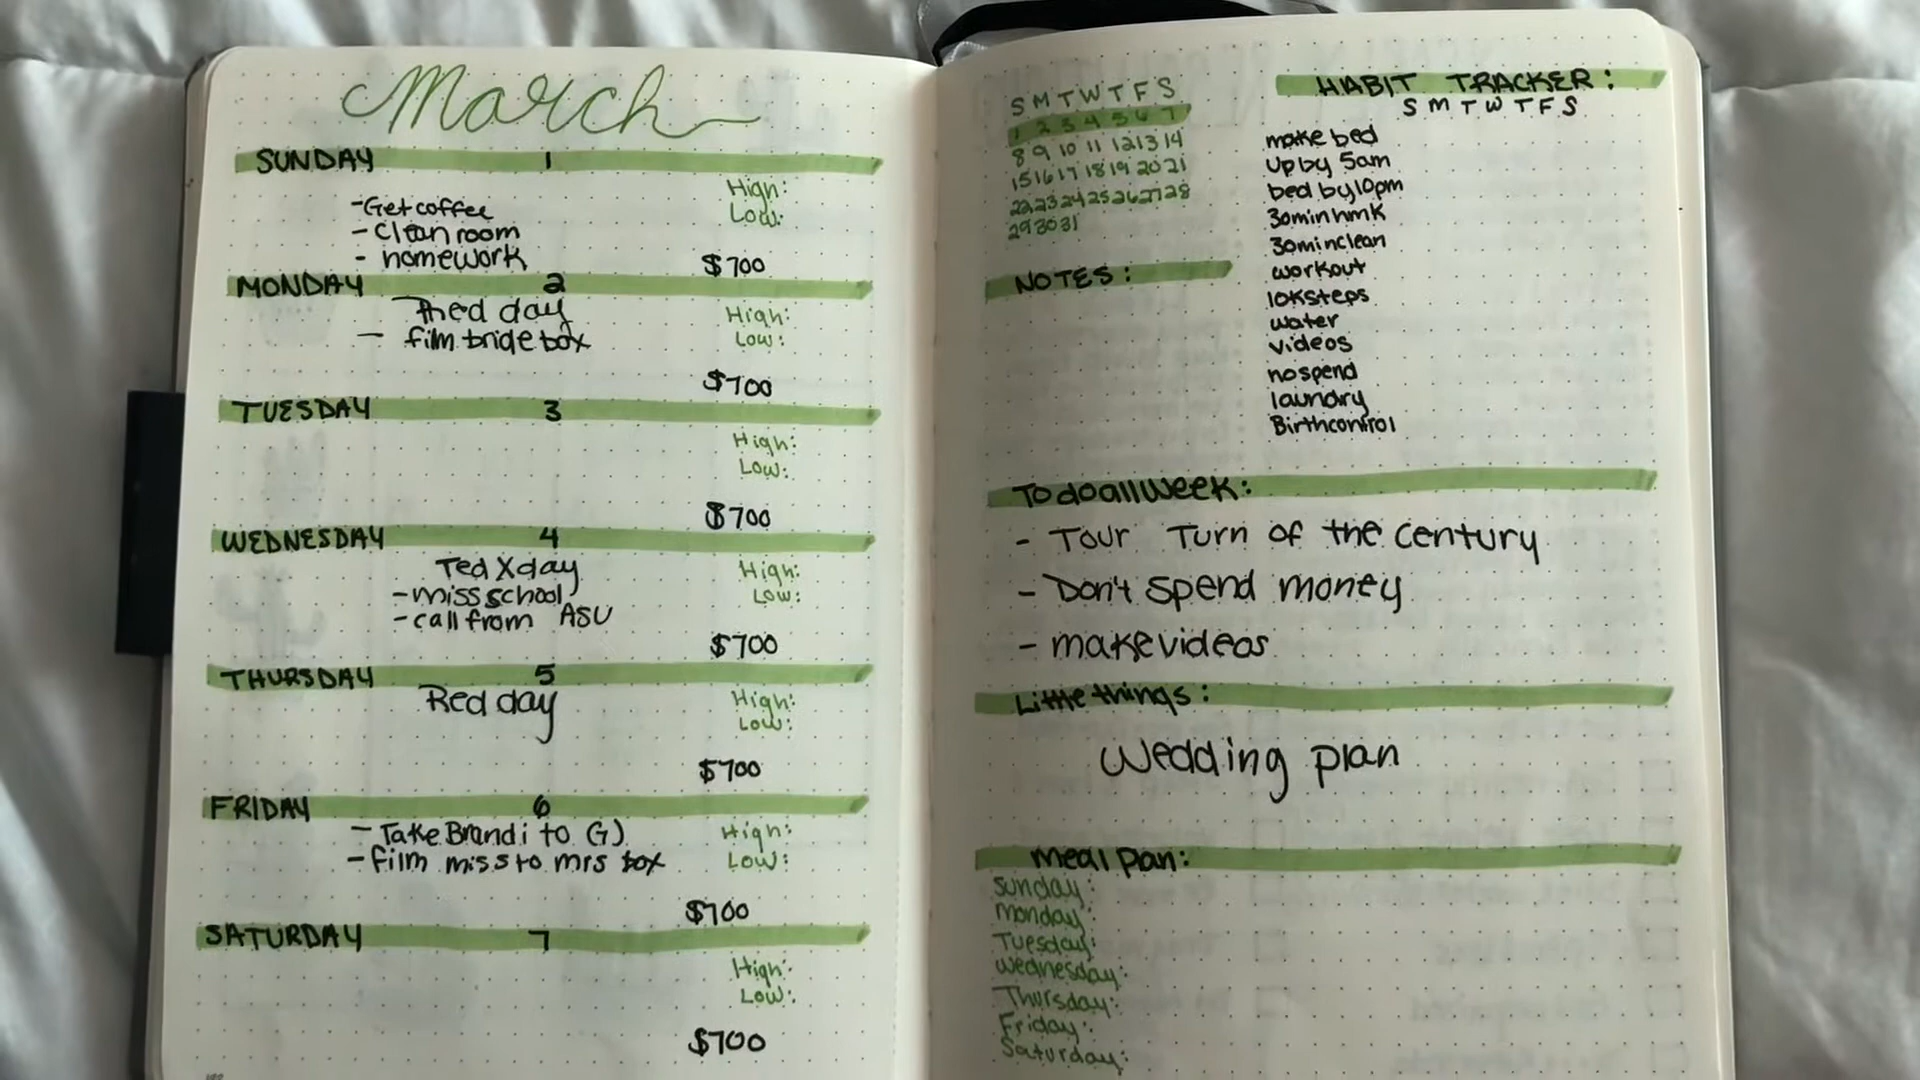 March
SUNDAY 1
High:
Low:
-Get coffee
- Clean room
- homework
$700
MONDAY 2
Red day
- film bride box
High:
Low:
$700
TUESDAY 3
High:
Low:
$700
WEDNESDAY 4
Ted X day
- miss school
- call from ASU
High:
Low:
$700
THURSDAY 5
Red day
High:
Low:
$700
FRIDAY 6
- Take Brandi to GJ
- film miss to mrs box
High:
Low:
$700
SATURDAY 7
High:
Low:
$700
S M T W T F S
1 2 3 4 5 6 7
8 9 10 11 12 13 14
15 16 17 18 19 20 21
22 23 24 25 26 27 28
29 30 31
NOTES:
HABIT TRACKER:
S M T W T F S
make bed
up by 5am
bed by 10pm
30 min hmk
30 min clean
workout
10K steps
water
videos
no spend
laundry
Birthcontrol
To do all week:
- Tour Turn of the century
- Don't spend money
- make videos
Little things:
Wedding plan
meal plan:
Sunday:
monday:
Tuesday:
wednesday:
Thursday:
Friday:
Saturday: